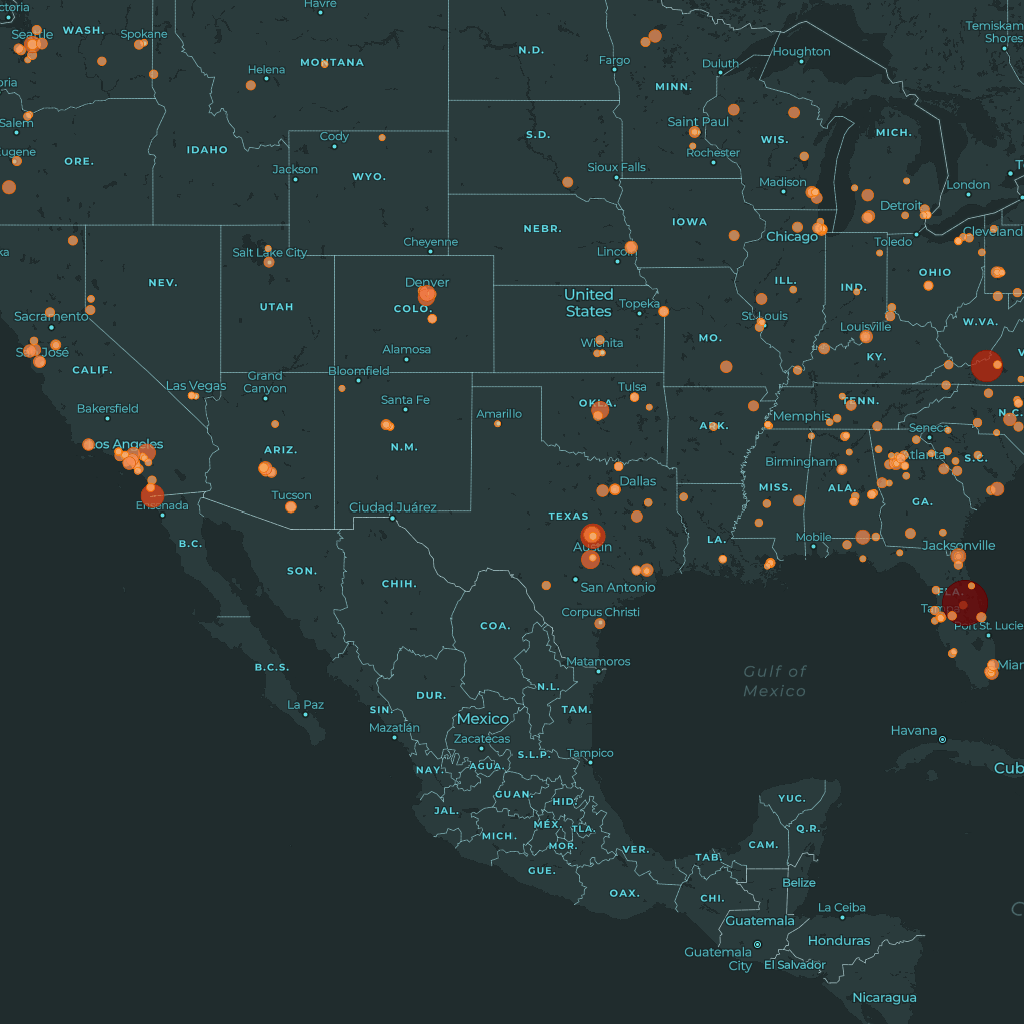 Havre
ctoria
Seattle
WASH.
Spokane
Temiskam
Shores
N.D.
Houghton
MONTANA
Fargo
Duluth
Helena
MINN.
Salem
Saint Paul
S.D.
MICH.
Cody
WIS.
IDAHO
Rochester
ugene
ORE.
Jackson
WYO.
Sioux Falls
Madison
London
Detroit
IOWA
NEBR.
Chicago
Cleveland
Cheyenne
Toledo
ka
Salt Lake City
Lincoln
OHIO
NEV.
Denver
ILL.
IND.
United
States
UTAH
COLO.
Topeka
Sacramento
St. Louis
W.VA.
Louisville
Wichita
MO.
San José
Alamosa
KY.
CALIF.
Bloomfield
Grand
Canyon
Las Vegas
Tulsa
Santa Fe
OKLA.
TENN.
Bakersfield
Amarillo
Memphis
N.C.
ARK.
Seneca
Los Angeles
ARIZ.
N.M.
Atlanta
S.C.
Birmingham
Dallas
MISS.
ALA.
Tucson
GA.
Ensenada
Ciudad Juárez
TEXAS
LA.
Mobile
B.C.
Austin
Jacksonville
SON.
CHIH.
San Antonio
FLA.
Tampa
Corpus Christi
COA.
Port St. Lucie
B.C.S.
Matamoros
Miar
Gulf of
Mexico
DUR.
N.L.
La Paz
SIN.
TAM.
Mexico
Mazatlán
Havana
Zacatecas
S.L.P.
Tampico
NAY.
AGUA.
Cub
GUAN.
HID.
YUC.
JAL.
MÉX.
TLA.
Q.R.
MICH.
MOR.
CAM.
VER.
TAB.
GUE.
Belize
OAX.
CHI.
La Ceiba
Guatemala
Honduras
Guatemala
City
El Salvador
Nicaragua